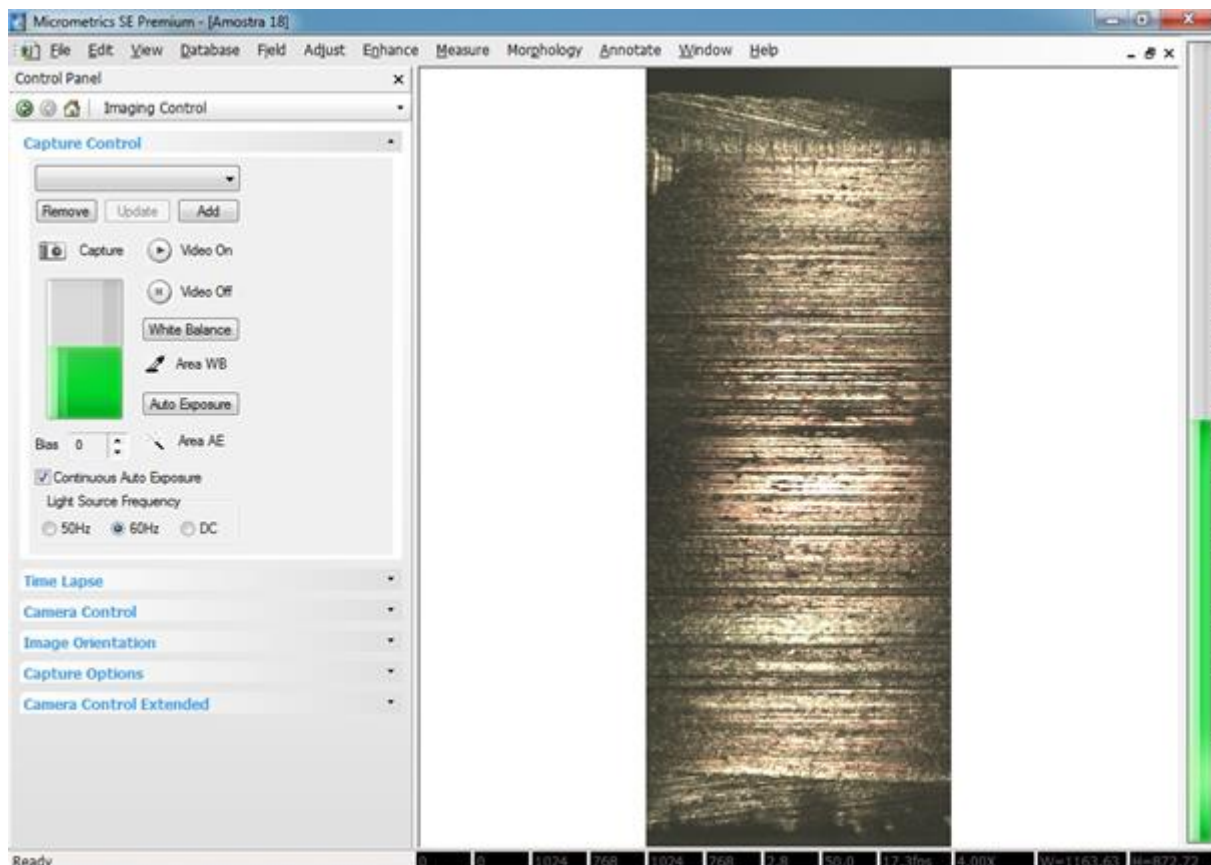 Micrometrics SE Premium - [Amostra 18]
File Edit View Database Field Adjust Enhance Measure Morphology Annotate Window Help
Control Panel
Imaging Control
Capture Control
Remove Update Add
Capture Video On
Video Off
White Balance
Area WB
Auto Exposure
Bias 0 Area AE
Continuous Auto Exposure
Light Source Frequency
50Hz 60Hz DC
Time Lapse
Camera Control
Image Orientation
Capture Options
Camera Control Extended
Ready 0 0 1024 768 1024 768 2.8 50.0 17.3fps 4.00X